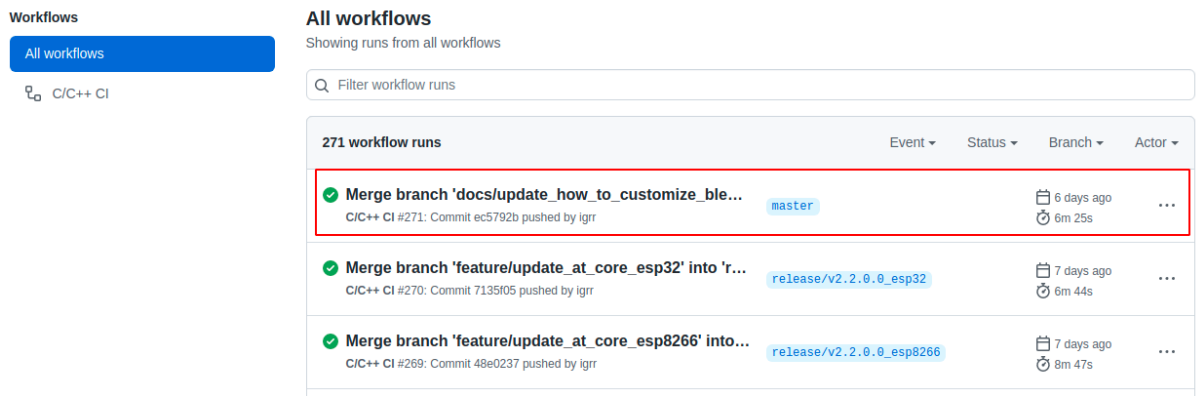 Workflows
All workflows
C/C++ CI
All workflows
Showing runs from all workflows
Filter workflow runs
271 workflow runs Event Status Branch Actor
Merge branch 'docs/update_how_to_customize_ble…
C/C++ CI #271: Commit ec5792b pushed by igrr
master
6 days ago
6m 25s
Merge branch 'feature/update_at_core_esp32' into 'r…
C/C++ CI #270: Commit 7135f05 pushed by igrr
release/v2.2.0.0_esp32
7 days ago
6m 44s
Merge branch 'feature/update_at_core_esp8266' into…
C/C++ CI #269: Commit 48e0237 pushed by igrr
release/v2.2.0.0_esp8266
7 days ago
8m 47s